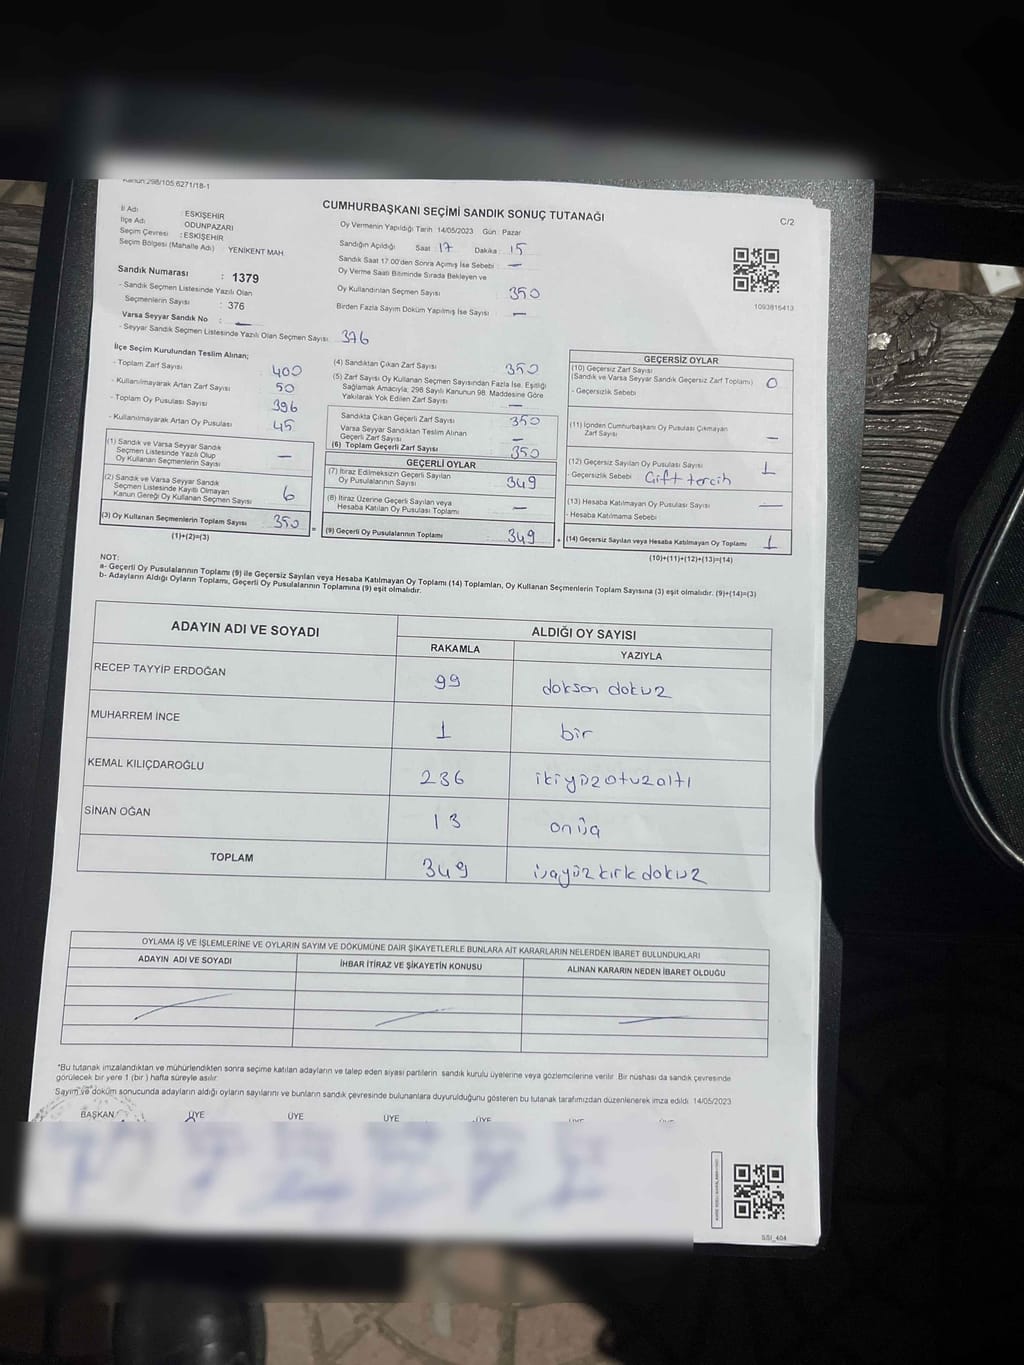 Kanun:298/105,6271/18-1
CUMHURBAŞKANI SEÇİMİ SANDIK SONUÇ TUTANAĞI
C/2
İl Adı : ESKİŞEHİR
İlçe Adı : ODUNPAZARI
Seçim Çevresi : ESKİŞEHİR
Seçim Bölgesi (Mahalle Adı) : YENİKENT MAH
Sandık Numarası : 1379
- Sandık Seçmen Listesinde Yazılı Olan
Seçmenlerin Sayısı : 376
Varsa Seyyar Sandık No : —
- Seyyar Sandık Seçmen Listesinde Yazılı Olan Seçmen Sayısı : 376
Oy Vermenin Yapıldığı Tarih 14/05/2023 Gün : Pazar
Sandığın Açıldığı Saat 17 Dakika : 15
Sandık Saat 17.00'den Sonra Açımış İse Sebebi : —
Oy Verme Saati Bitiminde Sırada Bekleyen ve
Oy Kullandırılan Seçmen Sayısı : 350
Birden Fazla Sayım Döküm Yapılmış İse Sayısı : —
1093816413
İlçe Seçim Kurulundan Teslim Alınan;
- Toplam Zarf Sayısı : 400
- Kullanılmayarak Artan Zarf Sayısı : 50
- Toplam Oy Pusulası Sayısı : 396
- Kullanılmayarak Artan Oy Pusulası : 45
(1) Sandık ve Varsa Seyyar Sandık
Seçmen Listesinde Yazılı Olup
Oy Kullanan Seçmenlerin Sayısı —
(2) Sandık ve Varsa Seyyar Sandık
Seçmen Listesinde Kayıtlı Olmayan
Kanun Gereği Oy Kullanan Seçmen Sayısı 6
(3) Oy Kullanan Seçmenlerin Toplam Sayısı 350
(1)+(2)=(3)
(4) Sandıktan Çıkan Zarf Sayısı : 350
(5) Zarf Sayısı Oy Kullanan Seçmen Sayısından Fazla İse, Eşitliği
Sağlamak Amacıyla, 298 Sayılı Kanunun 98. Maddesine Göre
Yakılarak Yok Edilen Zarf Sayısı : —
Sandıkta Çıkan Geçerli Zarf Sayısı : 350
Varsa Seyyar Sandıktan Teslim Alınan
Geçerli Zarf Sayısı : —
(6) Toplam Geçerli Zarf Sayısı : 350
GEÇERLİ OYLAR
(7) İtiraz Edilmeksizin Geçerli Sayılan
Oy Pusulalarının Sayısı 349
(8) İtiraz Üzerine Geçerli Sayılan veya
Hesaba Katılan Oy Pusulası Toplamı —
(9) Geçerli Oy Pusulalarının Toplamı 349
GEÇERSİZ OYLAR
(10) Geçersiz Zarf Sayısı
(Sandık ve Varsa Seyyar Sandık Geçersiz Zarf Toplamı) 0
- Geçersizlik Sebebi
(11) İçinden Cumhurbaşkanı Oy Pusulası Çıkmayan
Zarf Sayısı —
(12) Geçersiz Sayılan Oy Pusulası Sayısı 1
- Geçersizlik Sebebi Çift tercih
(13) Hesaba Katılmayan Oy Pusulası Sayısı —
- Hesaba Katılmama Sebebi
(14) Geçersiz Sayılan veya Hesaba Katılmayan Oy Toplamı 1
(10)+(11)+(12)+(13)=(14)
NOT:
a- Geçerli Oy Pusulalarının Toplamı (9) ile Geçersiz Sayılan veya Hesaba Katılmayan Oy Toplamı (14) Toplamları, Oy Kullanan Seçmenlerin Toplam Sayısına (3) eşit olmalıdır. (9)+(14)=(3)
b- Adayların Aldığı Oyların Toplamı, Geçerli Oy Pusulalarının Toplamına (9) eşit olmalıdır.
ADAYIN ADI VE SOYADI
ALDIĞI OY SAYISI
RAKAMLA YAZIYLA
RECEP TAYYİP ERDOĞAN 99 dokson dokuz
MUHARREM İNCE 1 bir
KEMAL KILIÇDAROĞLU 236 ikiyüzotuzaltı
SİNAN OĞAN 13 onüç
TOPLAM 349 üçyüzkırkdokuz
OYLAMA İŞ VE İŞLEMLERİNE VE OYLARIN SAYIM VE DÖKÜMÜNE DAİR ŞİKAYETLERLE BUNLARA AİT KARARLARIN NELERDEN İBARET BULUNDUKLARI
ADAYIN ADI VE SOYADI İHBAR İTİRAZ VE ŞİKAYETİN KONUSU ALINAN KARARIN NEDEN İBARET OLDUĞU
*Bu tutanak imzalandıktan ve mühürlendikten sonra seçime katılan adayların ve talep eden siyasi partilerin sandık kurulu üyelerine veya gözlemcilerine verilir. Bir nüshası da sandık çevresinde
görülecek bir yere 1 (bir ) hafta süreyle asılır.
Sayım ve döküm sonucunda adayların aldığı oyların sayılarını ve bunların sandık çevresinde bulunanlara duyurulduğunu gösteren bu tutanak tarafımızdan düzenlenerek imza edildi. 14/05/2023
BAŞKAN ÜYE ÜYE ÜYE ÜYE
SSI_404